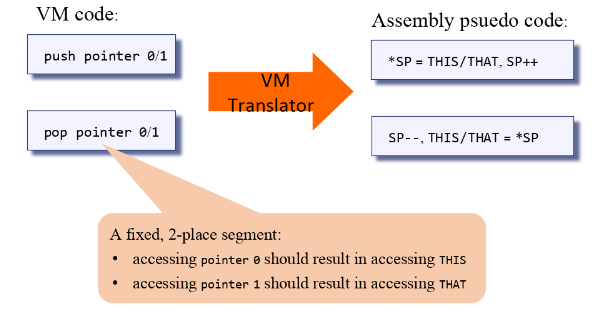 VM code:
Assembly psuedo code:
push pointer 0/1
*SP = THIS/THAT, SP++
VM
Translator
pop pointer 0/1
SP--, THIS/THAT = *SP
A fixed, 2-place segment:
• accessing pointer 0 should result in accessing THIS
• accessing pointer 1 should result in accessing THAT